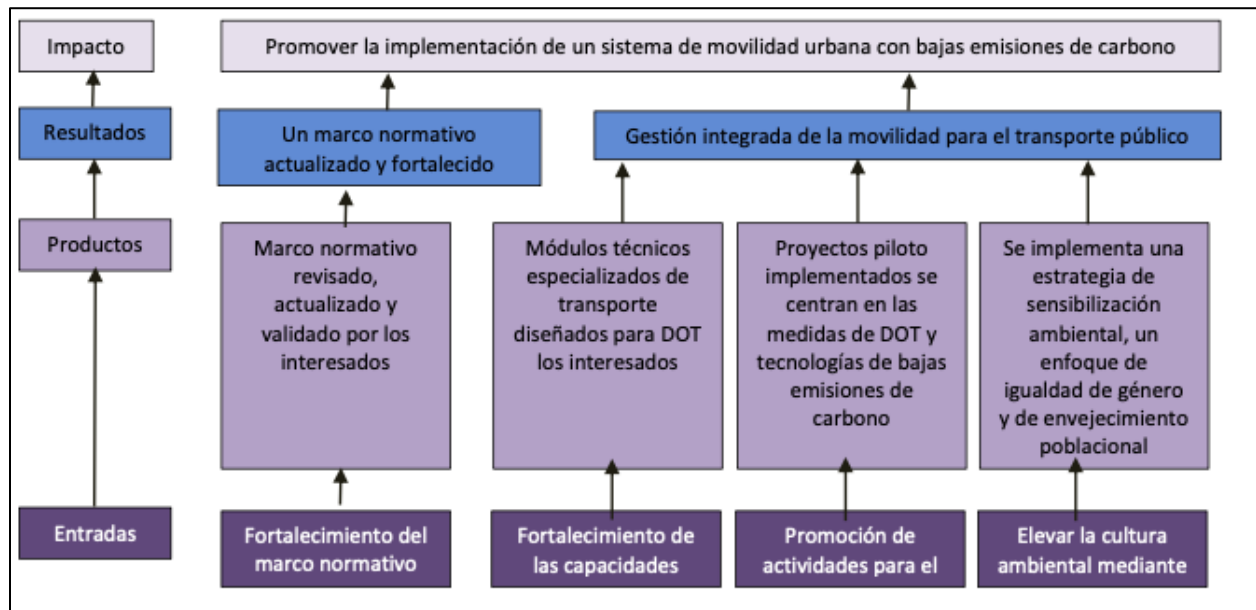 Impacto
Promover la implementación de un sistema de movilidad urbana con bajas emisiones de carbono
Resultados
Un marco normativo
actualizado y fortalecido
Gestión integrada de la movilidad para el transporte público
Productos
Marco normativo
revisado,
actualizado y
validado por los
interesados
Módulos técnicos
especializados de
transporte
diseñados para DOT
los interesados
Proyectos piloto
implementados se
centran en las
medidas de DOT y
tecnologías de bajas
emisiones de
carbono
Se implementa una
estrategia de
sensibilización
ambiental, un
enfoque de
igualdad de género
y de envejecimiento
poblacional
Entradas
Fortalecimiento del
marco normativo
Fortalecimiento de
las capacidades
Promoción de
actividades para el
Elevar la cultura
ambiental mediante